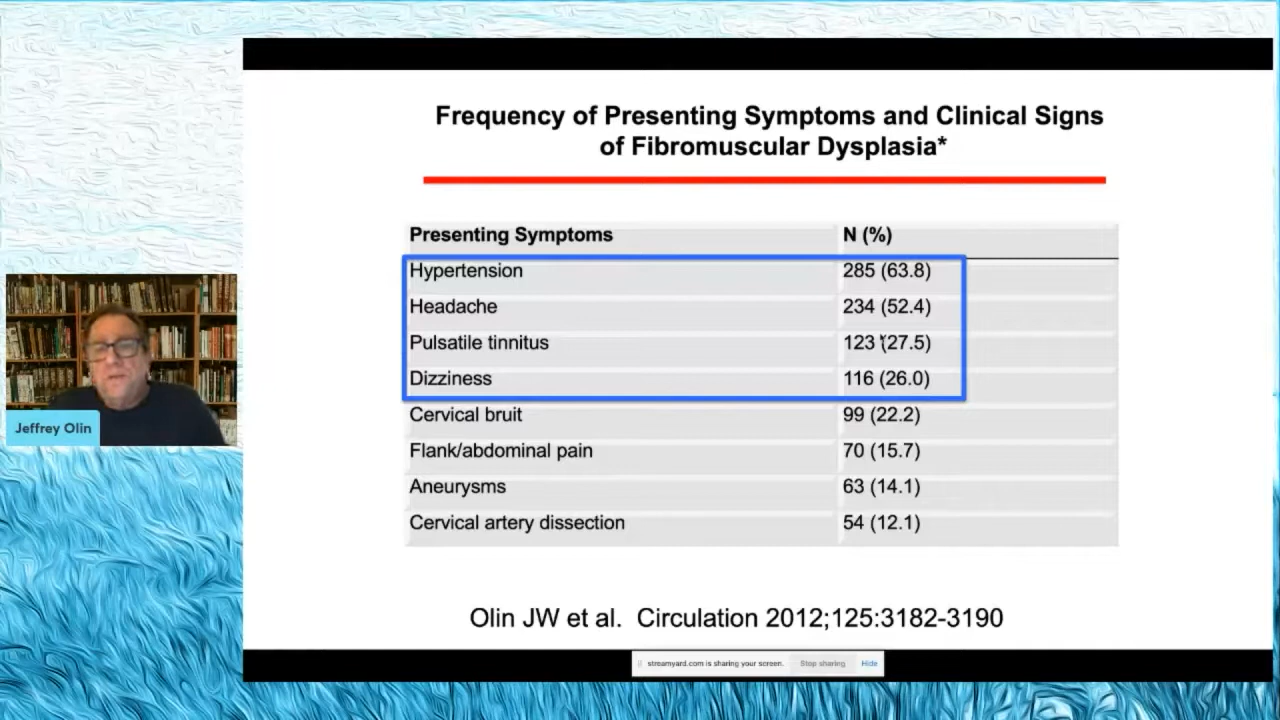 Frequency of Presenting Symptoms and Clinical Signs
of Fibromuscular Dysplasia*
Presenting Symptoms N (%)
Hypertension 285 (63.8)
Headache 234 (52.4)
Pulsatile tinnitus 123 (27.5)
Dizziness 116 (26.0)
Cervical bruit 99 (22.2)
Flank/abdominal pain 70 (15.7)
Aneurysms 63 (14.1)
Cervical artery dissection 54 (12.1)
Jeffrey Olin
Olin JW et al. Circulation 2012;125:3182-3190
streamyard.com is sharing your screen. Stop sharing Hide